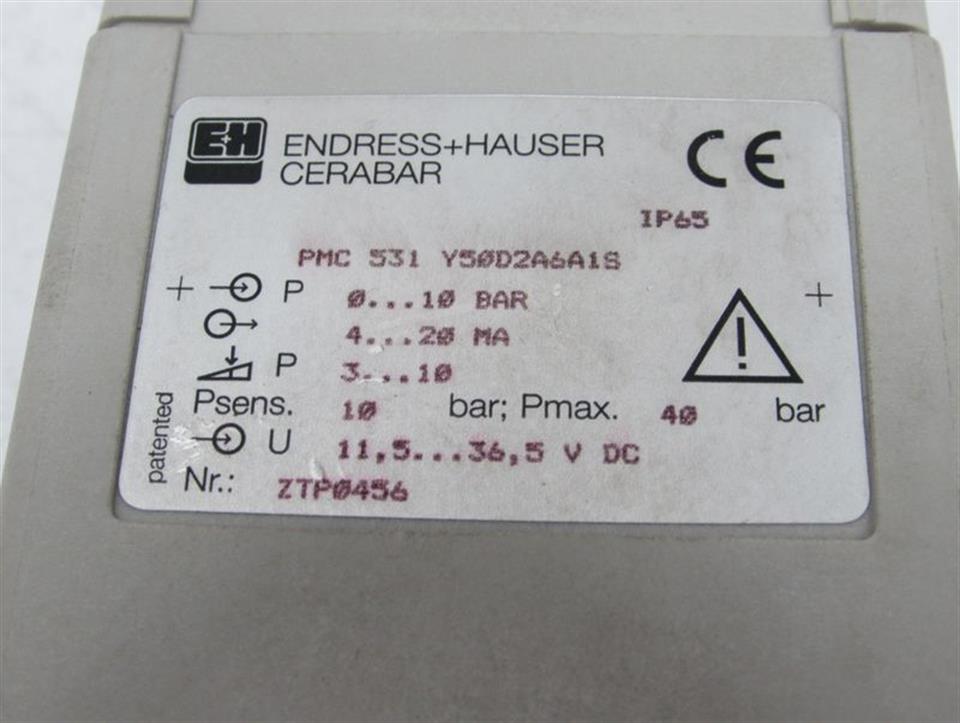 E+H ENDRESS+HAUSER
CERABAR CE
IP65
PMC 531 Y50D2A6A1S
P 0...10 BAR
4...20 MA
P 3...10
Psens. 10 bar; Pmax. 40 bar
U 11,5...36,5 V DC
Nr.: ZTP0456
patented